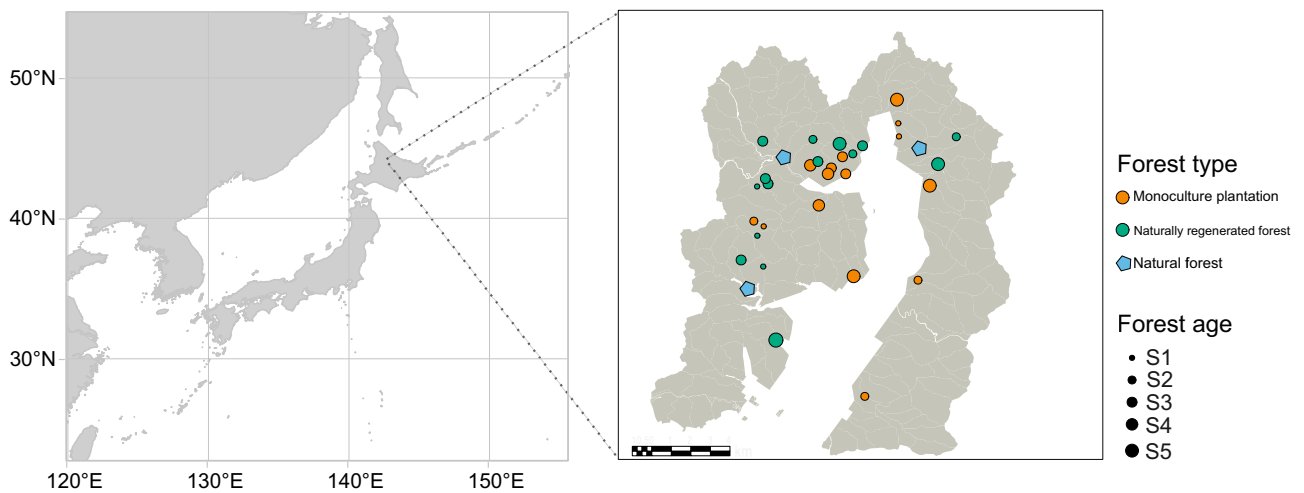 50°N
40°N
30°N
120°E
130°E
140°E
150°E
Forest type
Monoculture plantation
Naturally regenerated forest
Natural forest
Forest age
S1
S2
S3
S4
S5